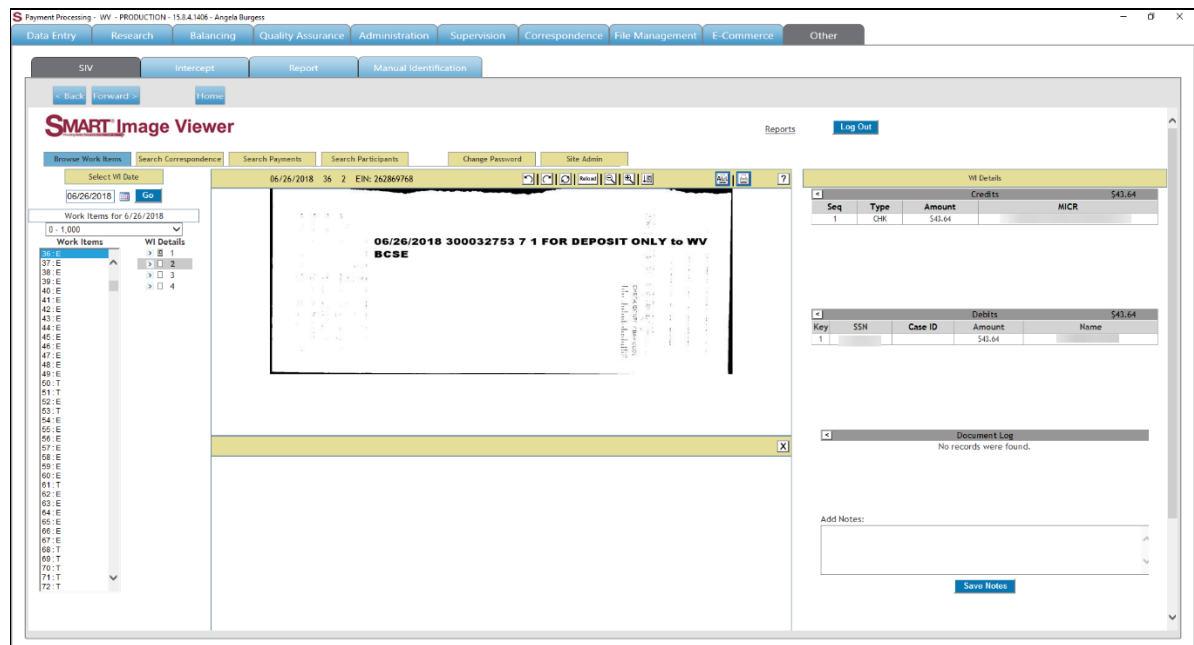 S Payment Processing - WV - PRODUCTION - 15.8.4.1406 - Angela Burgess
Data Entry Research Balancing Quality Assurance Administration Supervision Correspondence File Management E-Commerce Other
SIV Intercept Report Manual Identification
< Back Forward > Home
SMART Image Viewer
Reports Log Out
Browse Work Items Search Correspondence Search Payments Search Participants Change Password Site Admin
Select WI Date
06/26/2018 Go
Work Items for 6/26/2018
0 - 1,000
Work Items WI Details
36:E
37:E
38:E
39:E
40:E
41:E
42:E
43:E
44:E
45:E
46:E
47:E
48:E
49:E
50:T
51:T
52:E
53:T
54:E
55:E
56:E
57:E
58:E
59:E
60:E
61:T
62:E
63:E
64:E
65:E
66:E
67:E
68:T
69:T
70:T
71:T
72:T
> 1
> 2
> 3
> 4
06/26/2018 36 2 EIN: 262869768
Reload
?
06/26/2018 300032753 7 1 FOR DEPOSIT ONLY to WV
BCSE
X
WI Details
< Credits $43.64
Seq Type Amount MICR
1 CHK $43.64
< Debits $43.64
Key SSN Case ID Amount Name
1 $43.64
< Document Log
No records were found.
Add Notes:
Save Notes